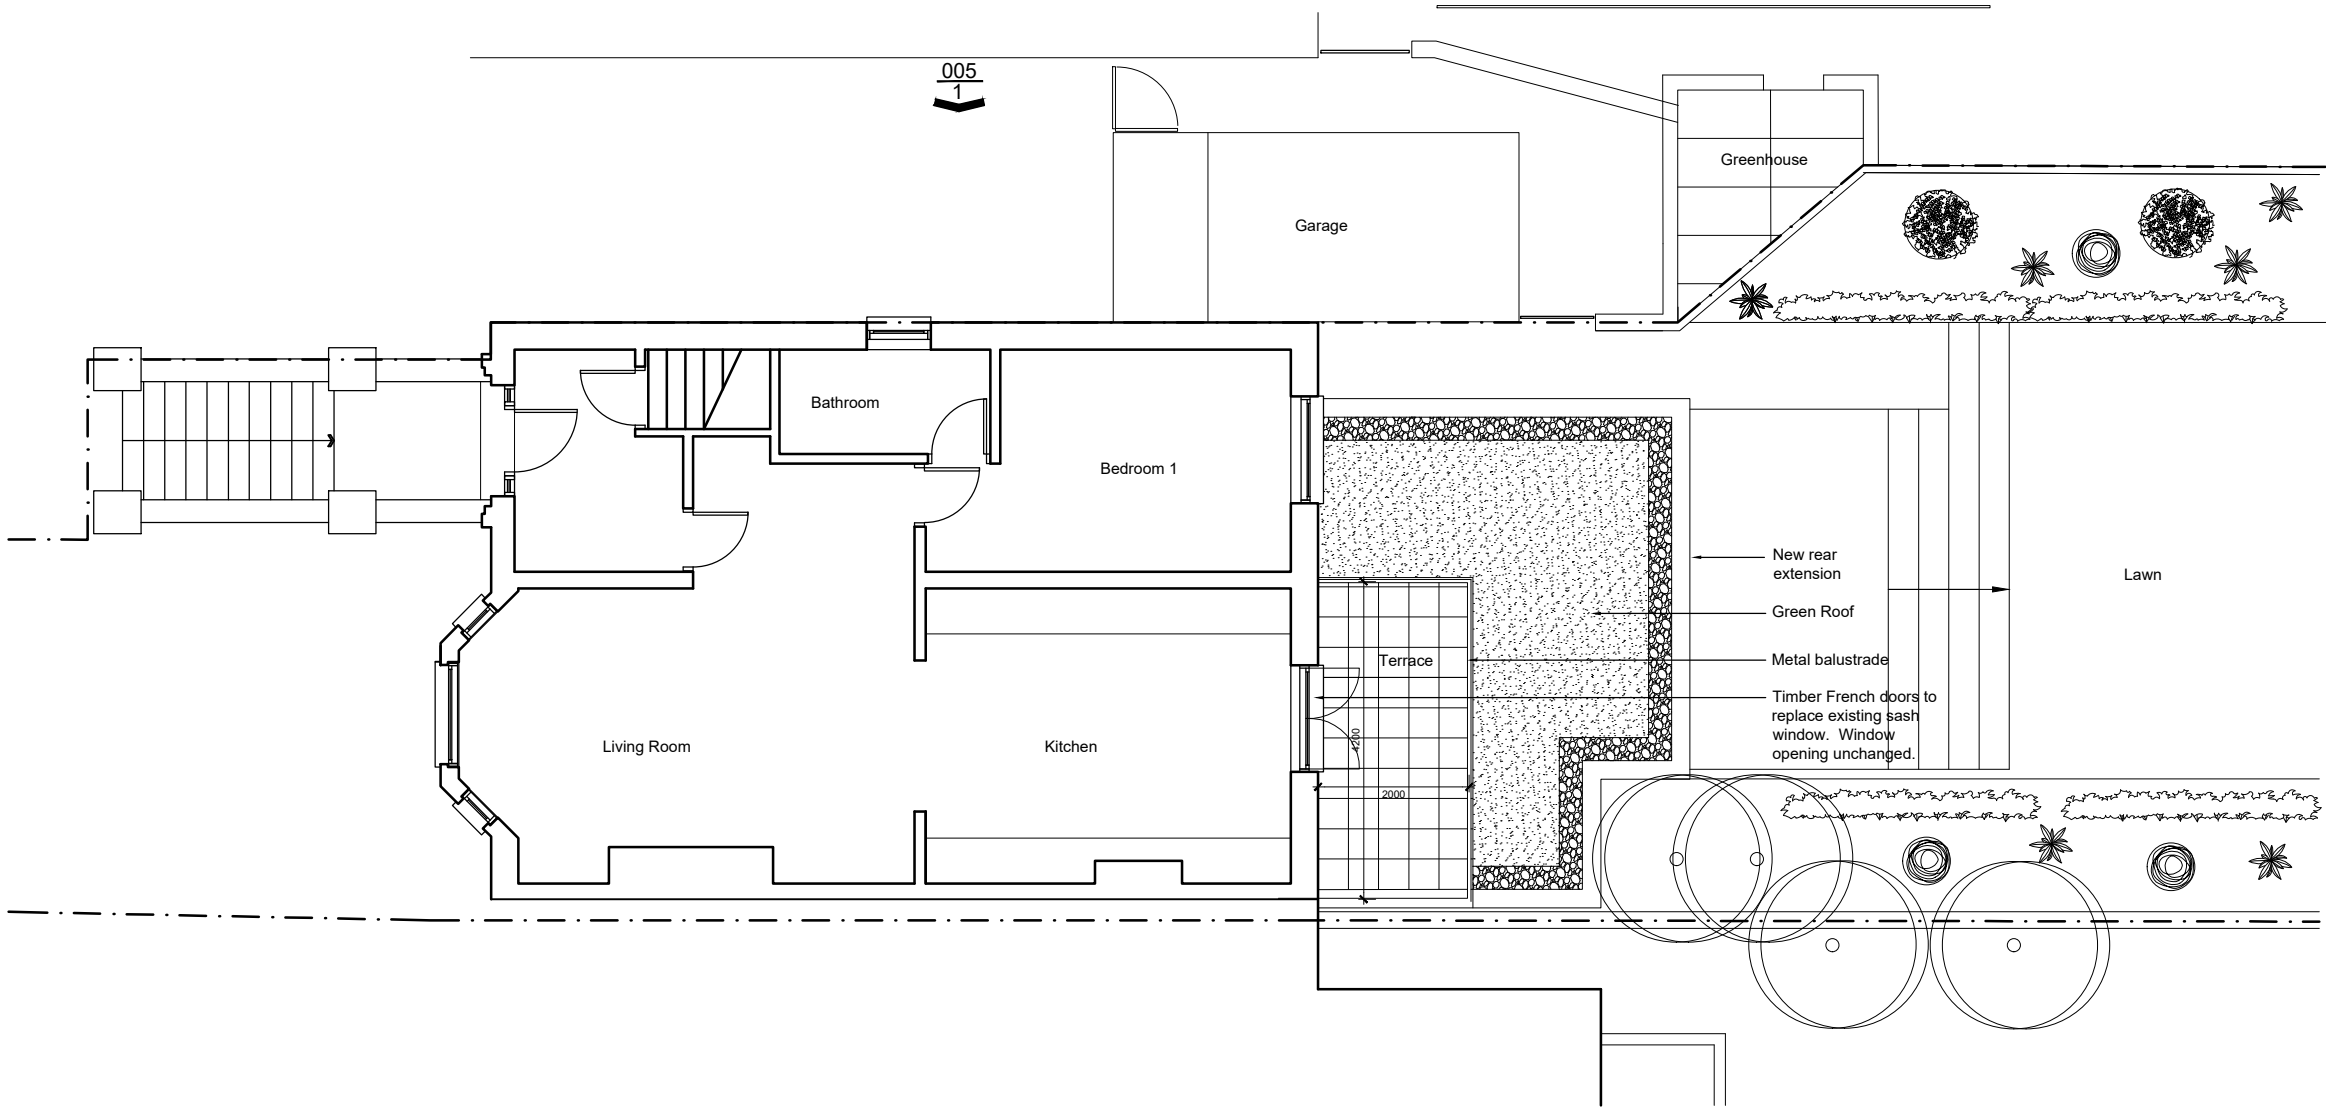 005
1
Greenhouse
Garage
Bathroom
Bedroom 1
New rear
extension
Lawn
Green Roof
Terrace
Metal balustrade
Timber French doors to
replace existing sash
window. Window
opening unchanged.
Living Room
Kitchen
4200
2000